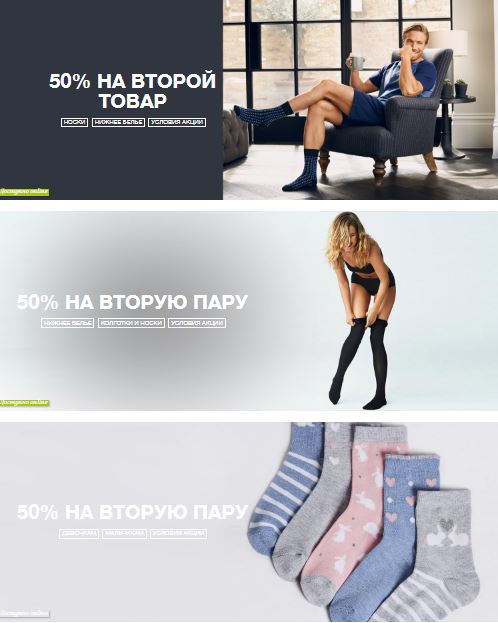 50% НА ВТОРОЙ
ТОВАР
НОСКИ НИЖНЕЕ БЕЛЬЕ УСЛОВИЯ АКЦИИ
Доступно online
50% НА ВТОРУЮ ПАРУ
НИЖНЕЕ БЕЛЬЕ КОЛГОТКИ И НОСКИ УСЛОВИЯ АКЦИИ
Доступно online
50% НА ВТОРУЮ ПАРУ
ДЕВОЧКАМ МАЛЬЧИКАМ УСЛОВИЯ АКЦИИ
Доступно online